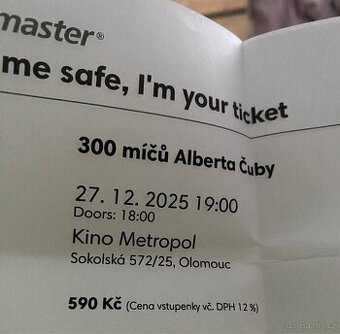 master®
me safe, I'm your ticket
300 míčů Alberta Čuby
27. 12. 2025 19:00
Doors: 18:00
Kino Metropol
Sokolská 572/25, Olomouc
590 Kč (Cena vstupenky vč. DPH 12 %)